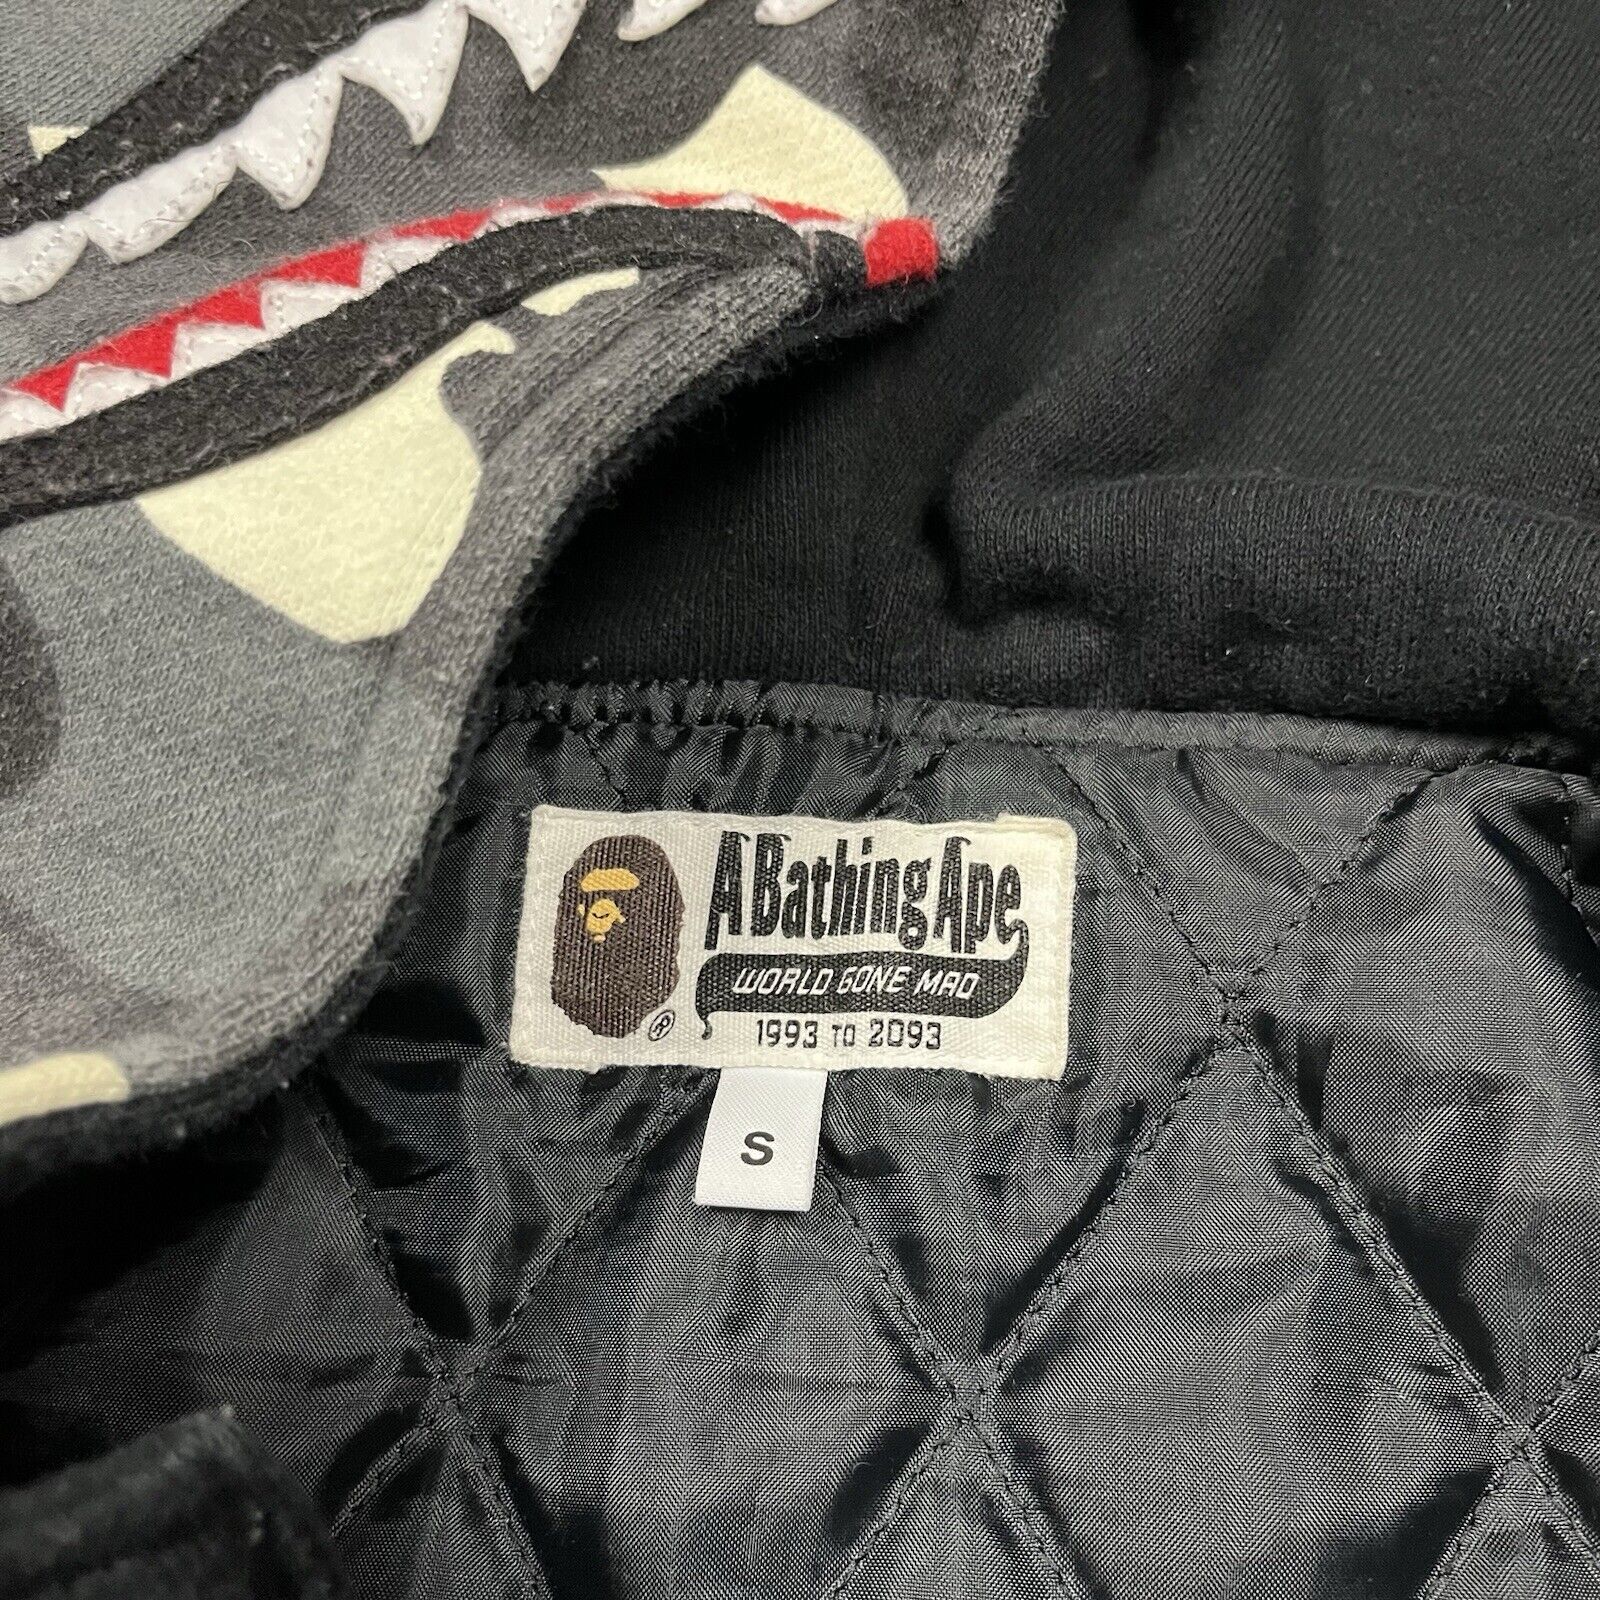 A Bathing Ape
WORLD GONE MAD
1993 TO 2093
®
S